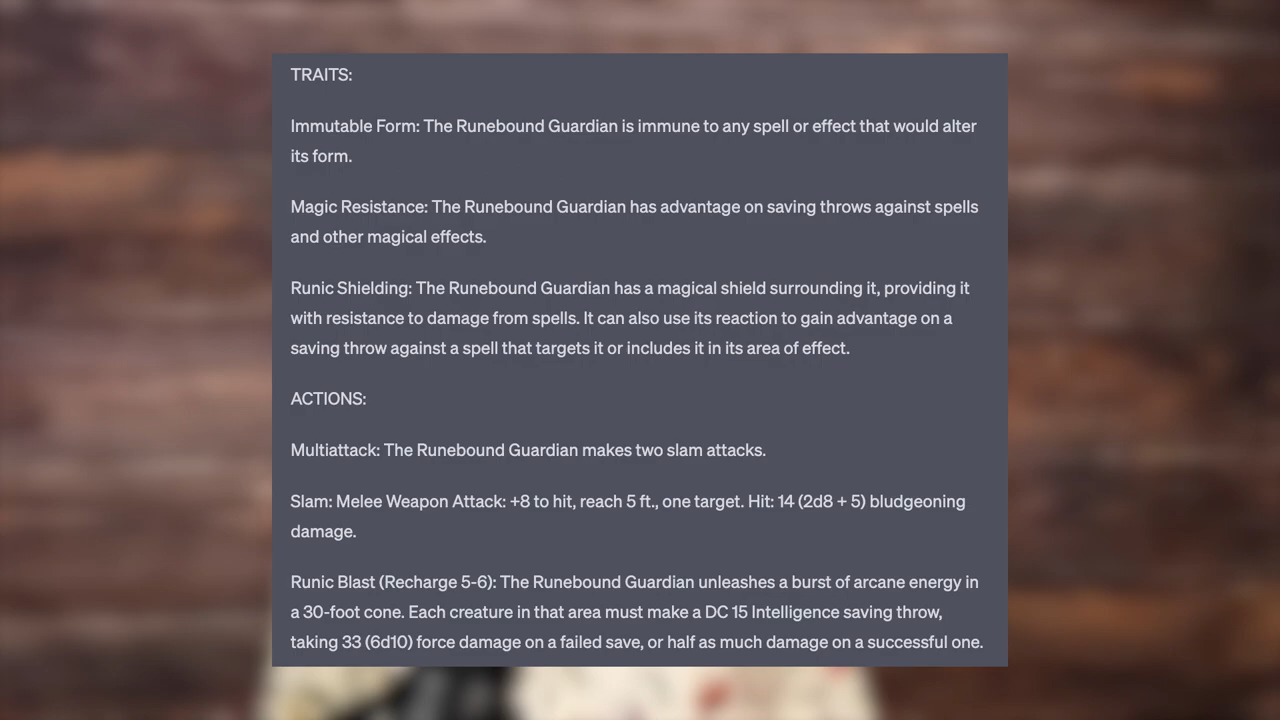 TRAITS:
Immutable Form: The Runebound Guardian is immune to any spell or effect that would alter
its form.
Magic Resistance: The Runebound Guardian has advantage on saving throws against spells
and other magical effects.
Runic Shielding: The Runebound Guardian has a magical shield surrounding it, providing it
with resistance to damage from spells. It can also use its reaction to gain advantage on a
saving throw against a spell that targets it or includes it in its area of effect.
ACTIONS:
Multiattack: The Runebound Guardian makes two slam attacks.
Slam: Melee Weapon Attack: +8 to hit, reach 5 ft., one target. Hit: 14 (2d8 + 5) bludgeoning
damage.
Runic Blast (Recharge 5-6): The Runebound Guardian unleashes a burst of arcane energy in
a 30-foot cone. Each creature in that area must make a DC 15 Intelligence saving throw,
taking 33 (6d10) force damage on a failed save, or half as much damage on a successful one.